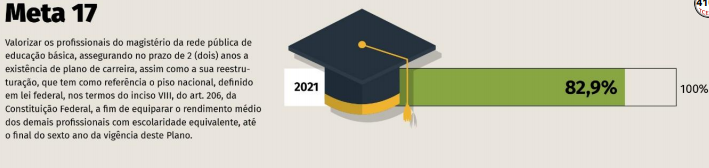 Meta 17
Valorizar os profissionais do magistério da rede pública de
educação básica, assegurando no prazo de 2 (dois) anos a
existência de plano de carreira, assim como a sua reestru-
turação, que tem como referência o piso nacional, definido
em lei federal, nos termos do inciso VIII, do art. 206, da
Constituição Federal, a fim de equiparar o rendimento médio
dos demais profissionais com escolaridade equivalente, até
o final do sexto ano da vigência deste Plano.
2021
82,9%
100%